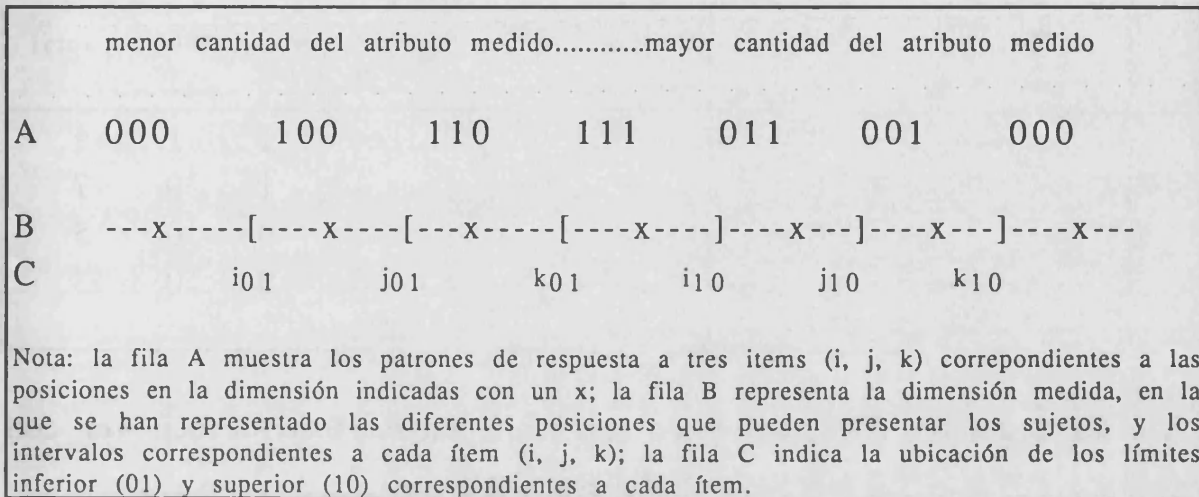 menor cantidad del atributo medido............mayor cantidad del atributo medido
A 000 100 110 111 011 001 000
B ---x-----[----x----[---x-----[----x----]----x---]----x---]----x---
C i01 j01 k01 i10 j10 k10
Nota: la fila A muestra los patrones de respuesta a tres items (i, j, k) correpondientes a las
posiciones en la dimensión indicadas con un x; la fila B representa la dimensión medida, en la
que se han representado las diferentes posiciones que pueden presentar los sujetos, y los
intervalos correspondientes a cada ítem (i, j, k); la fila C indica la ubicación de los límites
inferior (01) y superior (10) correspondientes a cada ítem.